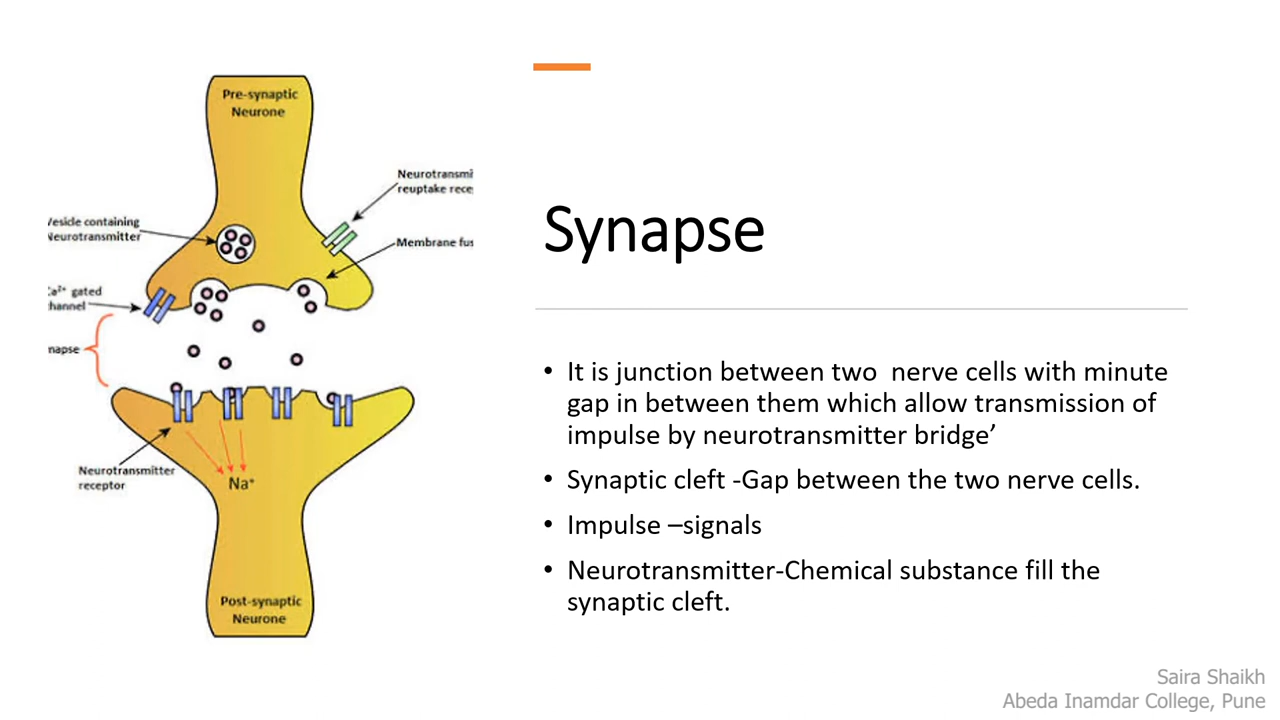 Pre-synaptic
Neurone
Neurotransmi
reuptake rece
Vesicle containing
Neurotransmitter
Membrane fus
Ca²⁺ gated
hannel
napse
Neurotransmitter
receptor
Na⁺
Post-synaptic
Neurone
Synapse
• It is junction between two nerve cells with minute
gap in between them which allow transmission of
impulse by neurotransmitter bridge’
• Synaptic cleft -Gap between the two nerve cells.
• Impulse –signals
• Neurotransmitter-Chemical substance fill the
synaptic cleft.
Saira Shaikh
Abeda Inamdar College, Pune